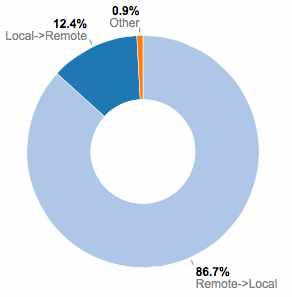 0.9%
Other
12.4%
Local->Remote
86.7%
Remote->Local